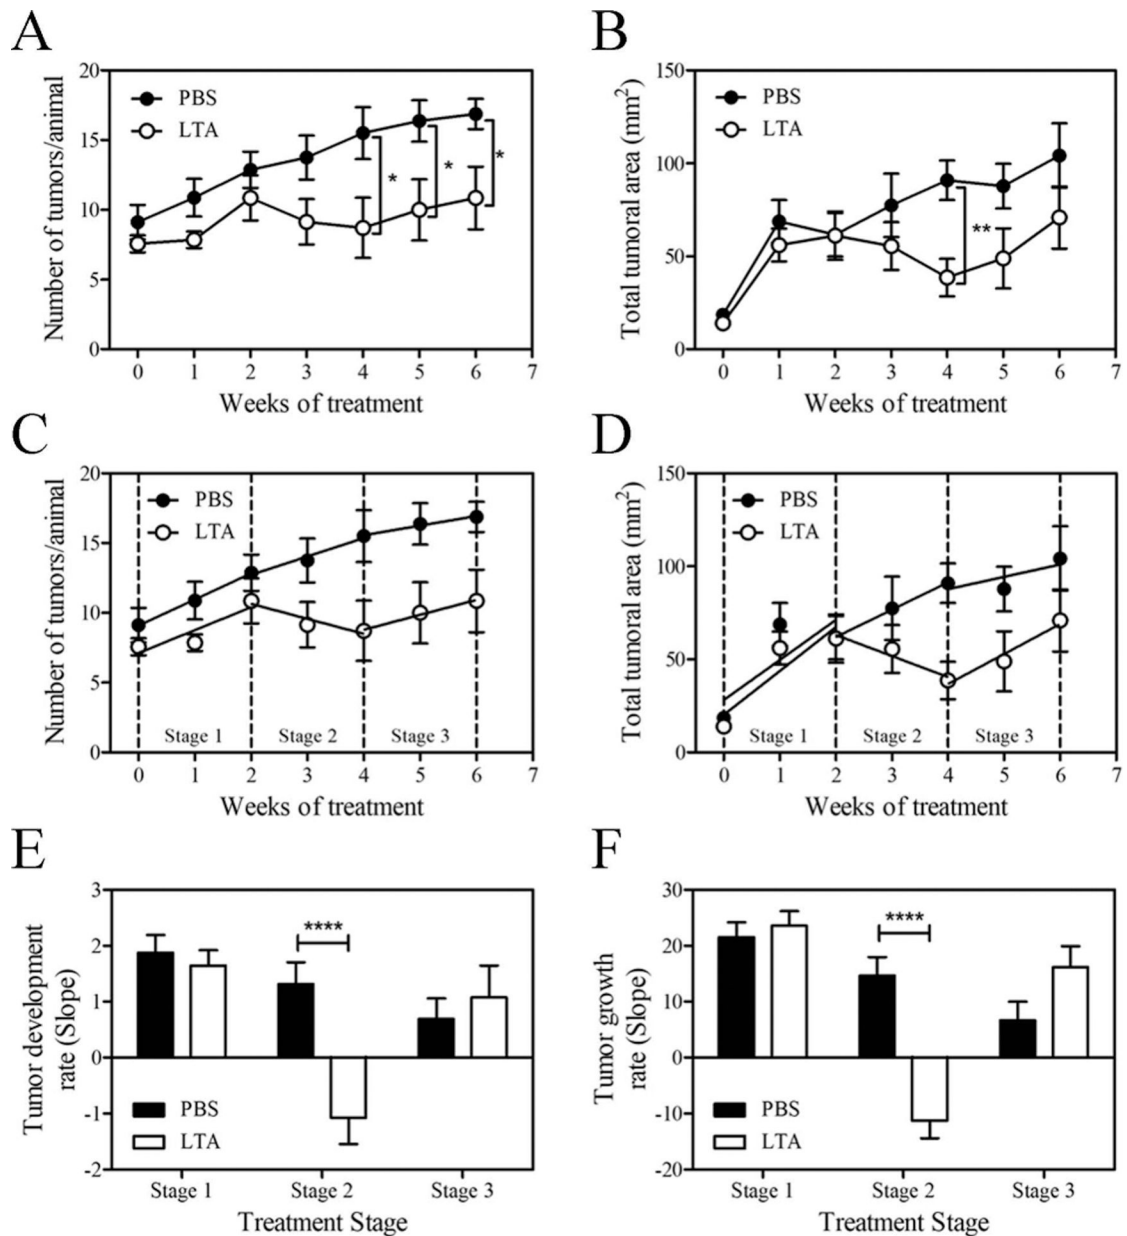 A
Number of tumors/animal
20
15
10
5
0
PBS
LTA
*
*
*
0 1 2 3 4 5 6 7
Weeks of treatment
B
Total tumoral area (mm²)
150
100
50
0
PBS
LTA
**
0 1 2 3 4 5 6 7
Weeks of treatment
C
Number of tumors/animal
20
15
10
5
0
PBS
LTA
Stage 1 Stage 2 Stage 3
0 1 2 3 4 5 6 7
Weeks of treatment
D
Total tumoral area (mm²)
150
100
50
0
PBS
LTA
Stage 1 Stage 2 Stage 3
0 1 2 3 4 5 6 7
Weeks of treatment
E
Tumor development
rate (Slope)
3
2
1
0
-1
-2
****
PBS
LTA
Stage 1 Stage 2 Stage 3
Treatment Stage
F
Tumor growth
rate (Slope)
30
20
10
0
-10
-20
****
PBS
LTA
Stage 1 Stage 2 Stage 3
Treatment Stage